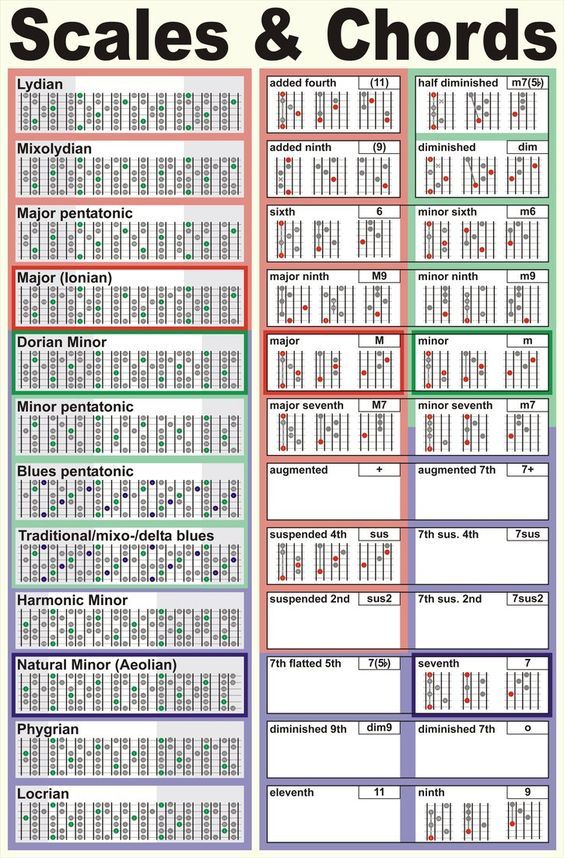 Scales & Chords
Lydian
Mixolydian
Major pentatonic
Major (Ionian)
Dorian Minor
Minor pentatonic
Blues pentatonic
Traditional/mixo-/delta blues
Harmonic Minor
Natural Minor (Aeolian)
Phygrian
Locrian
added fourth (11)
added ninth (9)
sixth 6
major ninth M9
major M
major seventh M7
augmented +
suspended 4th sus
suspended 2nd sus2
7th flatted 5th 7(5♭)
diminished 9th dim9
eleventh 11
half diminished m7(5♭)
diminished dim
minor sixth m6
minor ninth m9
minor m
minor seventh m7
augmented 7th 7+
7th sus. 4th 7sus
7th sus. 2nd 7sus2
seventh 7
diminished 7th o
ninth 9